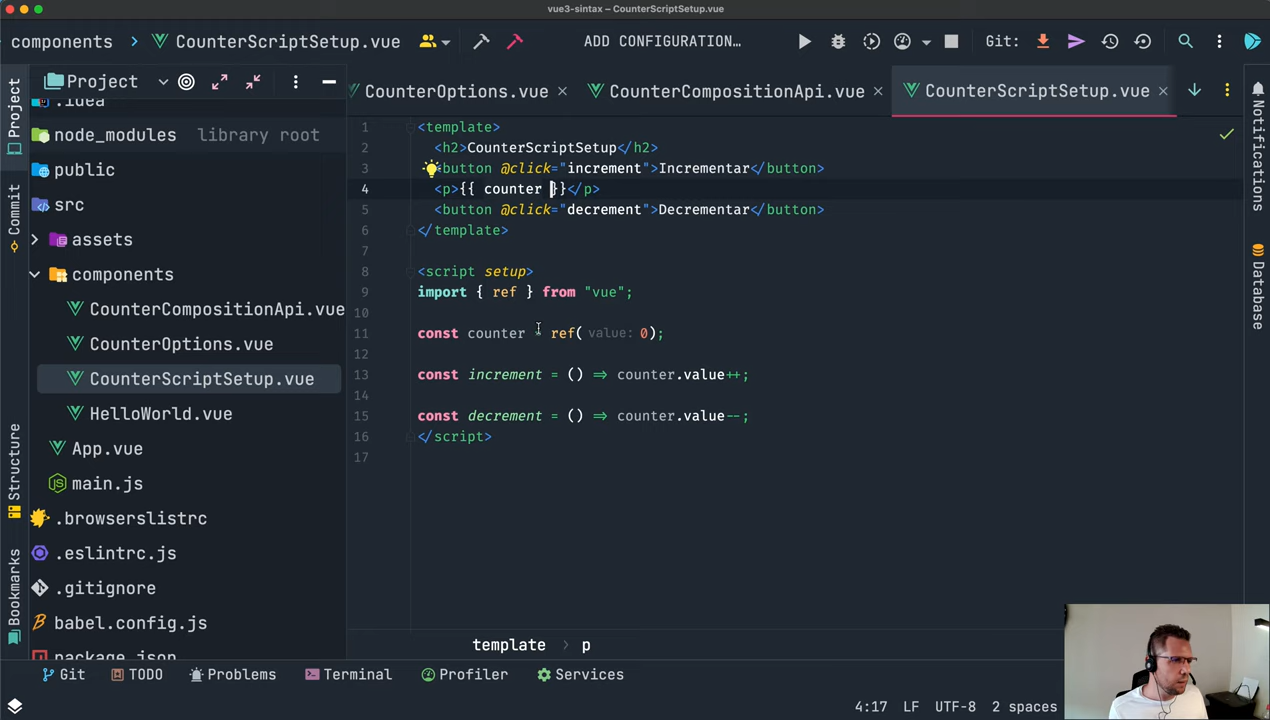 vue3-sintax – CounterScriptSetup.vue
components
CounterScriptSetup.vue
ADD CONFIGURATION...
Git:
Project
CounterOptions.vue
CounterCompositionApi.vue
CounterScriptSetup.vue
Project
Commit
Structure
Bookmarks
.idea
node_modules library root
public
src
assets
components
CounterCompositionApi.vue
CounterOptions.vue
CounterScriptSetup.vue
HelloWorld.vue
App.vue
main.js
.browserslistrc
.eslintrc.js
.gitignore
babel.config.js
package.json
1 <template>
2 <h2>CounterScriptSetup</h2>
3 <button @click="increment">Incrementar</button>
4 <p>{{ counter }}</p>
5 <button @click="decrement">Decrementar</button>
6 </template>
7
8 <script setup>
9 import { ref } from "vue";
10
11 const counter = ref( value: 0);
12
13 const increment = () => counter.value++;
14
15 const decrement = () => counter.value--;
16 </script>
17
Notifications
Database
template > p
Git
TODO
Problems
Terminal
Profiler
Services
4:17 LF UTF-8 2 spaces